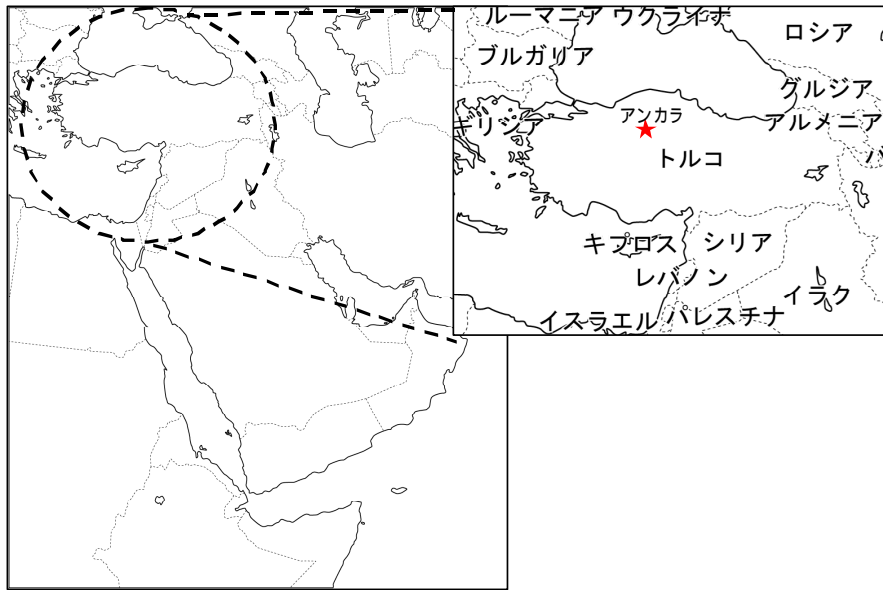 ルーマニア
ウクライナ
ロシア
ブルガリア
グルジア
アンカラ
ギリシア
アルメニア
トルコ
キプロス
シリア
レバノン
イラク
イスラエル
パレスチナ